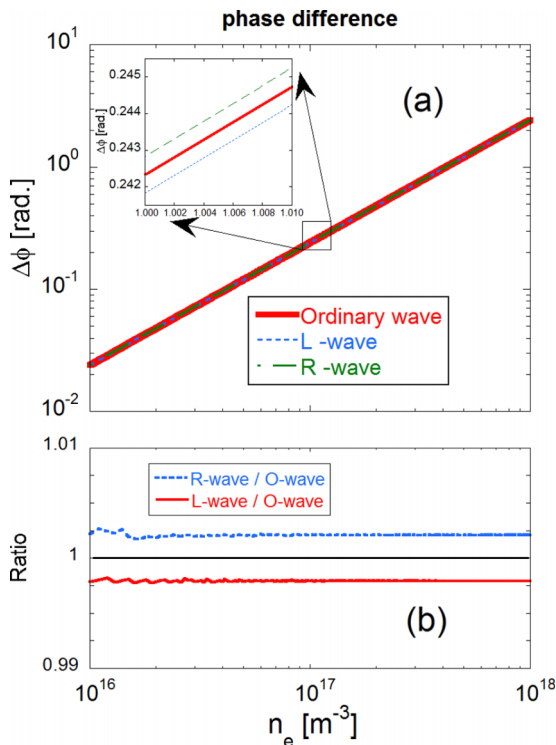 phase difference
10^1
10^0
10^-1
10^-2
Δϕ [rad.]
(a)
0.245
0.244
0.243
0.242
Δϕ [rad]
1.000 1.002 1.004 1.006 1.008 1.010
Ordinary wave
L -wave
R -wave
1.01
1
0.99
Ratio
R-wave / O-wave
L-wave / O-wave
(b)
10^16 10^17 10^18
n_e [m^-3]